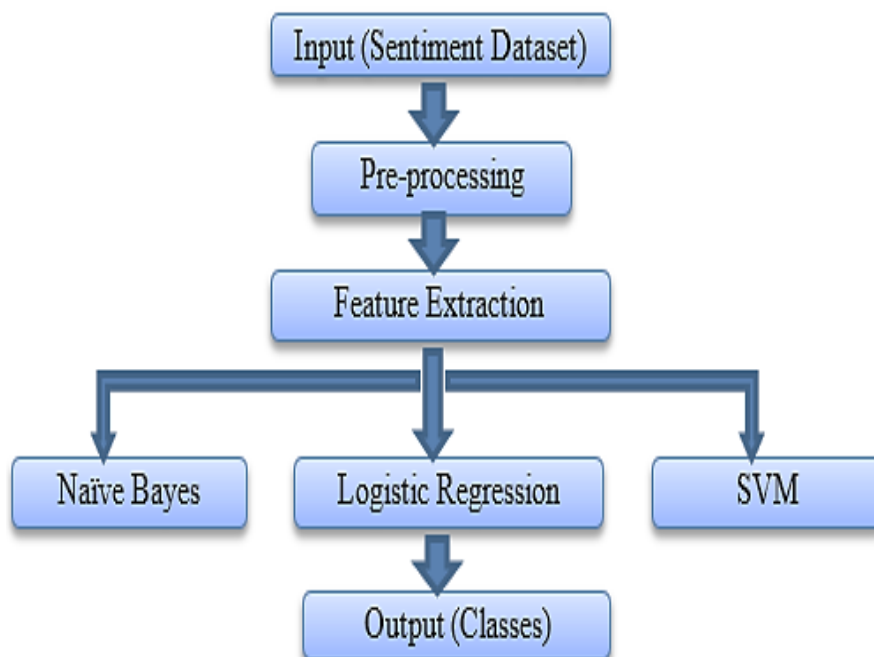 Input (Sentiment Dataset)
Pre-processing
Feature Extraction
Naïve Bayes
Logistic Regression
SVM
Output (Classes)